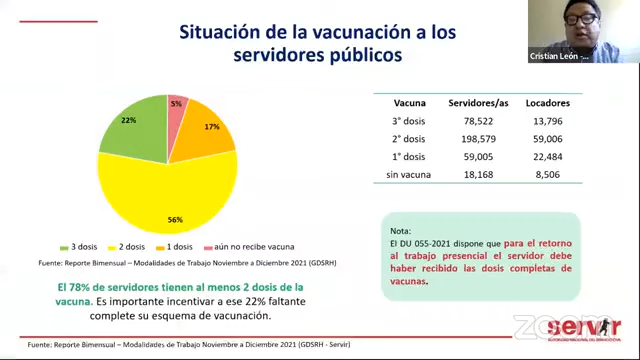 Situación de la vacunación a los
servidores públicos
Cristian León -...
5%
22%
17%
56%
3 dosis 2 dosis 1 dosis aún no recibe vacuna
Fuente: Reporte Bimensual – Modalidades de Trabajo Noviembre a Diciembre 2021 (GDSRH)
El 78% de servidores tienen al menos 2 dosis de la
vacuna. Es importante incentivar a ese 22% faltante
complete su esquema de vacunación.
Vacuna Servidores/as Locadores
3° dosis 78,522 13,796
2° dosis 198,579 59,006
1° dosis 59,005 22,484
sin vacuna 18,168 8,506
Nota:
El DU 055-2021 dispone que para el retorno
al trabajo presencial el servidor debe
haber recibido las dosis completas de
vacunas.
servir
zoom
Fuente: Reporte Bimensual – Modalidades de Trabajo Noviembre a Diciembre 2021 (GDSRH - Servir)